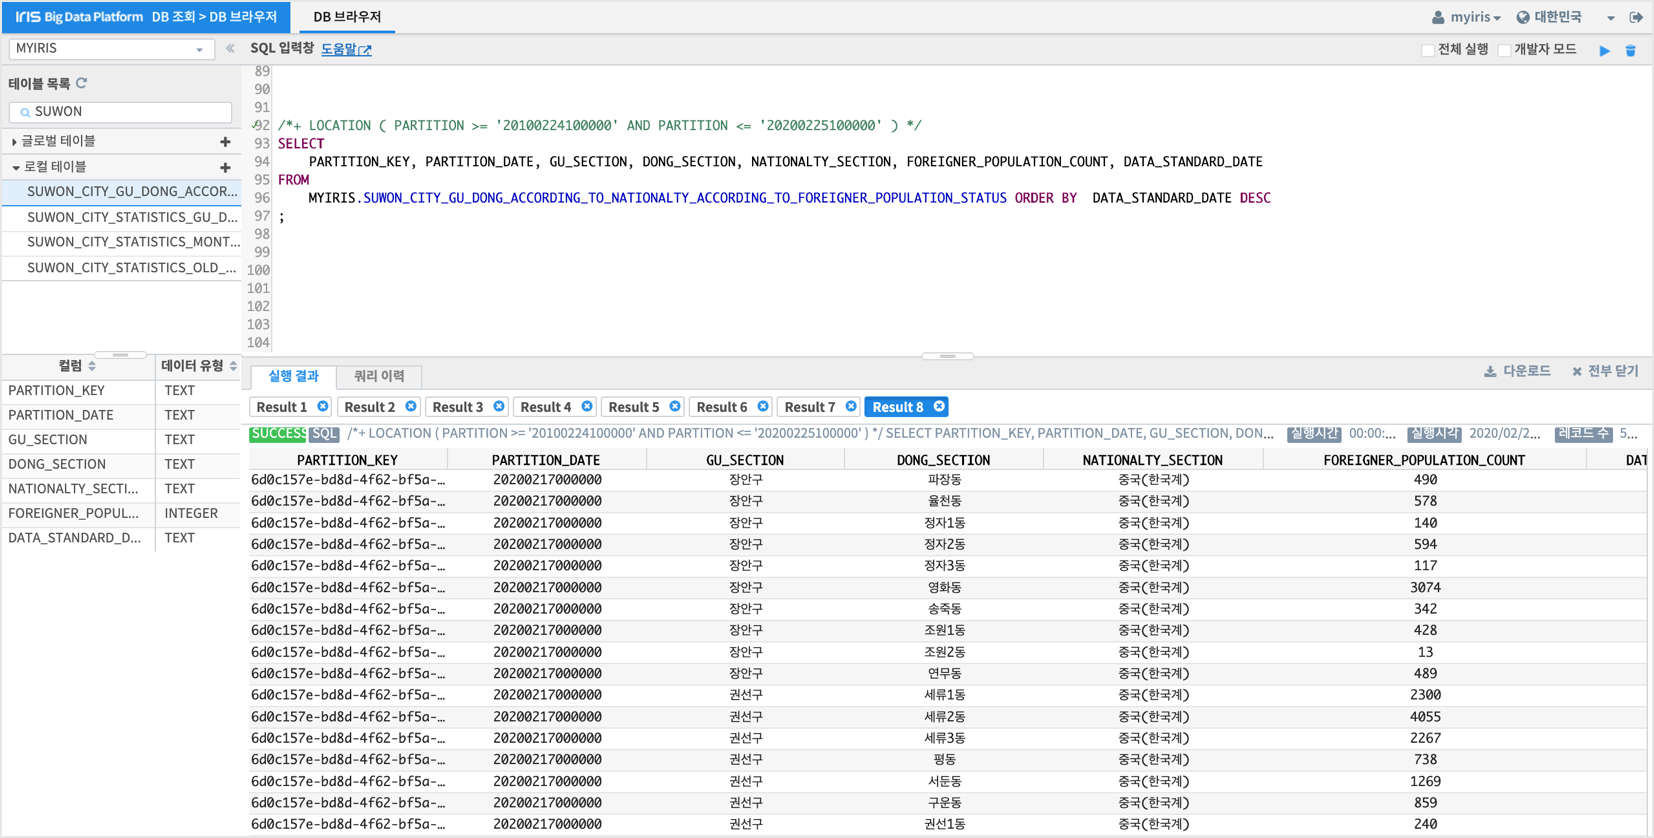 IRIS Big Data Platform DB 조회 > DB 브라우저 DB 브라우저 myiris 대한민국
MYIRIS SQL 입력창 도움말 전체 실행 개발자 모드
테이블 목록
SUWON
글로벌 테이블
로컬 테이블
SUWON_CITY_GU_DONG_ACCOR...
SUWON_CITY_STATISTICS_GU_D...
SUWON_CITY_STATISTICS_MONT...
SUWON_CITY_STATISTICS_OLD_...
89
90
91
92 /*+ LOCATION ( PARTITION >= '20100224100000' AND PARTITION <= '20200225100000' ) */
93 SELECT
94 PARTITION_KEY, PARTITION_DATE, GU_SECTION, DONG_SECTION, NATIONALTY_SECTION, FOREIGNER_POPULATION_COUNT, DATA_STANDARD_DATE
95 FROM
96 MYIRIS.SUWON_CITY_GU_DONG_ACCORDING_TO_NATIONALTY_ACCORDING_TO_FOREIGNER_POPULATION_STATUS ORDER BY DATA_STANDARD_DATE DESC
97 ;
98
99
100
101
102
103
104
컬럼 데이터 유형
PARTITION_KEY TEXT
PARTITION_DATE TEXT
GU_SECTION TEXT
DONG_SECTION TEXT
NATIONALTY_SECTI... TEXT
FOREIGNER_POPUL... INTEGER
DATA_STANDARD_D... TEXT
실행 결과 쿼리 이력 다운로드 전부 닫기
Result 1 Result 2 Result 3 Result 4 Result 5 Result 6 Result 7 Result 8
SUCCESS SQL /*+ LOCATION ( PARTITION >= '20100224100000' AND PARTITION <= '20200225100000' ) */ SELECT PARTITION_KEY, PARTITION_DATE, GU_SECTION, DON... 실행시간 00:00:... 실행시각 2020/02/2... 레코드 수 5...
PARTITION_KEY PARTITION_DATE GU_SECTION DONG_SECTION NATIONALTY_SECTION FOREIGNER_POPULATION_COUNT DAT
6d0c157e-bd8d-4f62-bf5a-... 20200217000000 장안구 파장동 중국(한국계) 490
6d0c157e-bd8d-4f62-bf5a-... 20200217000000 장안구 율천동 중국(한국계) 578
6d0c157e-bd8d-4f62-bf5a-... 20200217000000 장안구 정자1동 중국(한국계) 140
6d0c157e-bd8d-4f62-bf5a-... 20200217000000 장안구 정자2동 중국(한국계) 594
6d0c157e-bd8d-4f62-bf5a-... 20200217000000 장안구 정자3동 중국(한국계) 117
6d0c157e-bd8d-4f62-bf5a-... 20200217000000 장안구 영화동 중국(한국계) 3074
6d0c157e-bd8d-4f62-bf5a-... 20200217000000 장안구 송죽동 중국(한국계) 342
6d0c157e-bd8d-4f62-bf5a-... 20200217000000 장안구 조원1동 중국(한국계) 428
6d0c157e-bd8d-4f62-bf5a-... 20200217000000 장안구 조원2동 중국(한국계) 13
6d0c157e-bd8d-4f62-bf5a-... 20200217000000 장안구 연무동 중국(한국계) 489
6d0c157e-bd8d-4f62-bf5a-... 20200217000000 권선구 세류1동 중국(한국계) 2300
6d0c157e-bd8d-4f62-bf5a-... 20200217000000 권선구 세류2동 중국(한국계) 4055
6d0c157e-bd8d-4f62-bf5a-... 20200217000000 권선구 세류3동 중국(한국계) 2267
6d0c157e-bd8d-4f62-bf5a-... 20200217000000 권선구 평동 중국(한국계) 738
6d0c157e-bd8d-4f62-bf5a-... 20200217000000 권선구 서둔동 중국(한국계) 1269
6d0c157e-bd8d-4f62-bf5a-... 20200217000000 권선구 구운동 중국(한국계) 859
6d0c157e-bd8d-4f62-bf5a-... 20200217000000 권선구 권선1동 중국(한국계) 240